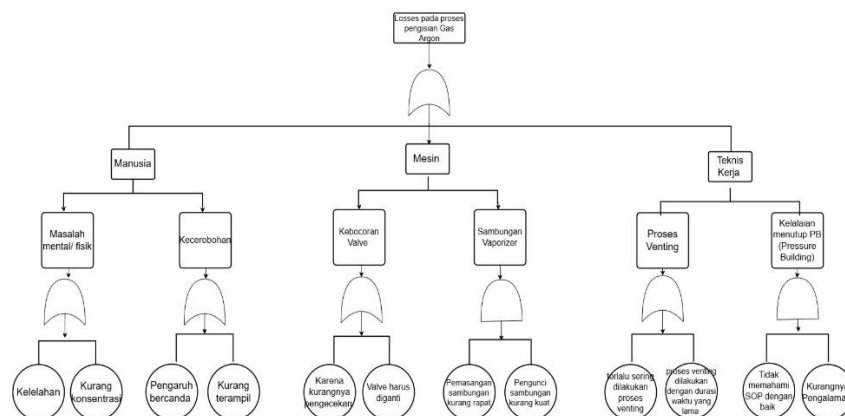 Losses pada proses
pengisian Gas
Argon
Manusia
Mesin
Teknis
Kerja
Masalah
mental/ fisik
Kecerobohan
Kebocoran
Valve
Sambungan
Vaporizer
Proses
Venting
Kelalaian
menutup PB
(Pressure
Building)
Kelelahan
Kurang
konsentrasi
Pengaruh
bercanda
Kurang
terampil
Karena
kurangnya
pengecekan
Valve harus
diganti
Pemasangan
sambungan
kurang rapat
Pengunci
sambungan
kurang kuat
terlalu sering
dilakukan
proses
venting
proses venting
dilakukan
dengan durasi
waktu yang
lama
Tidak
memahami
SOP dengan
baik
Kurangnya
Pengalaman